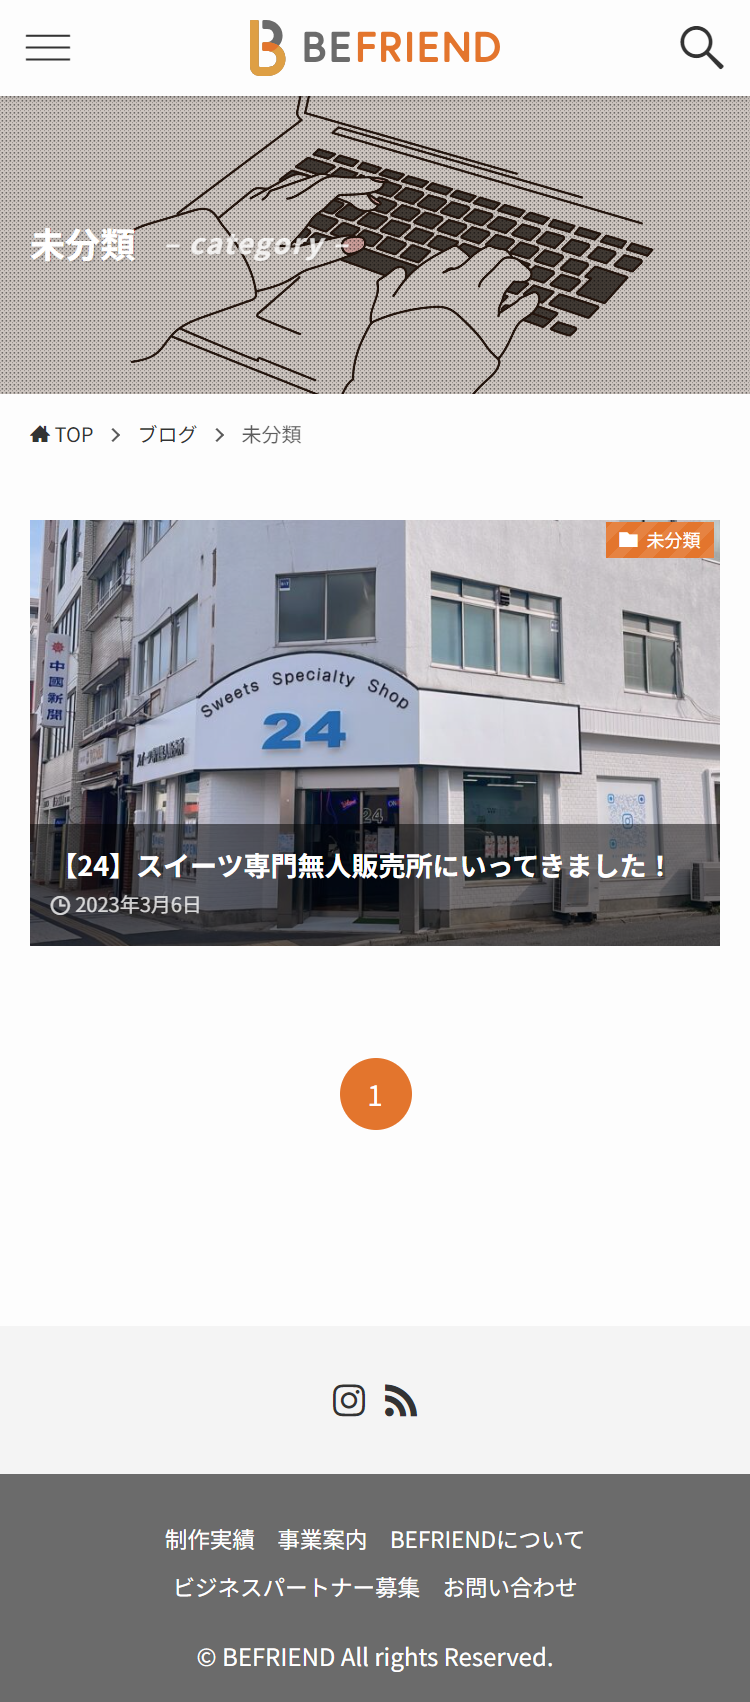 BEFRIEND
未分類 – category –
TOP > ブログ > 未分類
未分類
中國新聞
Sweets Specialty Shop
24
24
【24】スイーツ専門無人販売所にいってきました！
2023年3月6日
1
制作実績 事業案内 BEFRIENDについて
ビジネスパートナー募集 お問い合わせ
© BEFRIEND All rights Reserved.